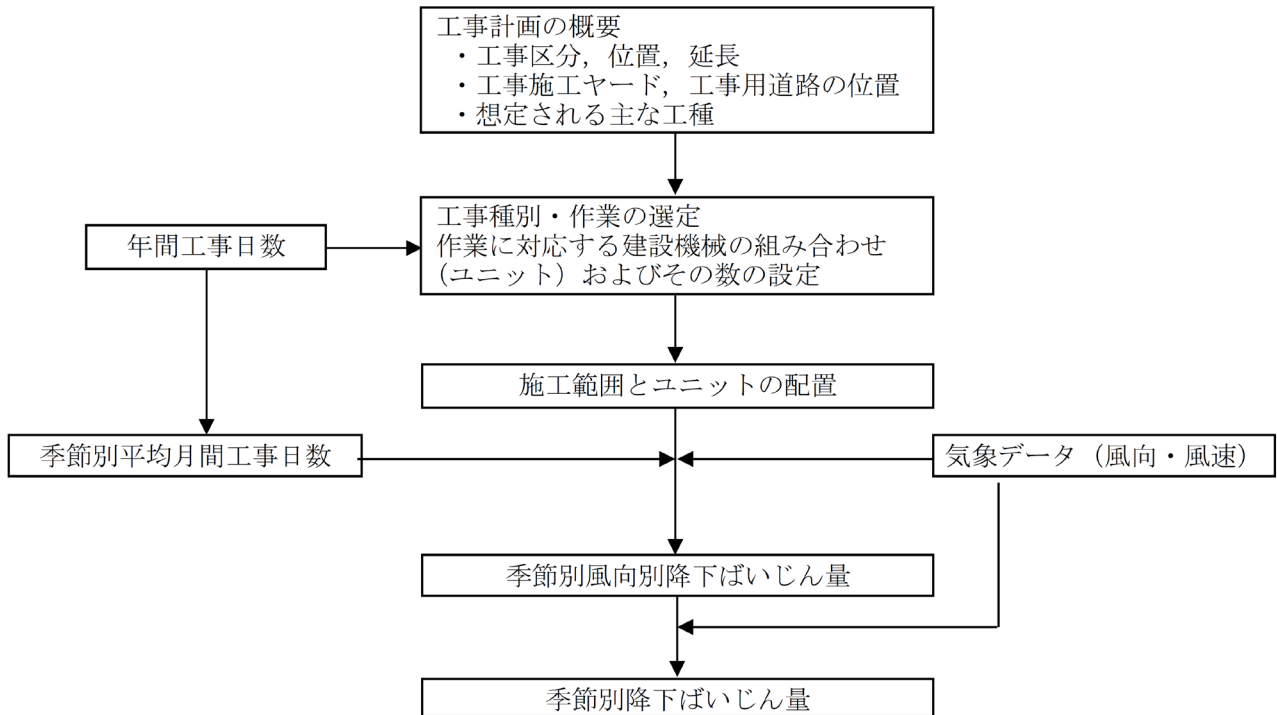 工事計画の概要
・工事区分，位置，延長
・工事施工ヤード，工事用道路の位置
・想定される主な工種
年間工事日数
工事種別・作業の選定
作業に対応する建設機械の組み合わせ
（ユニット）およびその数の設定
施工範囲とユニットの配置
季節別平均月間工事日数
気象データ（風向・風速）
季節別風向別降下ばいじん量
季節別降下ばいじん量